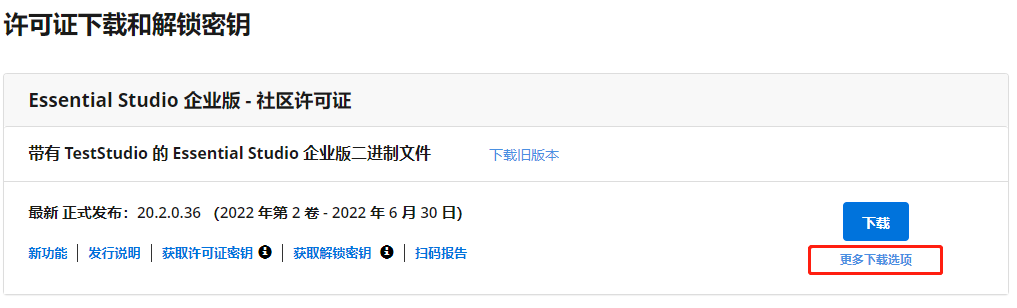 许可证下载和解锁密钥
Essential Studio 企业版 - 社区许可证
带有 TestStudio 的 Essential Studio 企业版二进制文件 下载旧版本
最新 正式发布：20.2.0.36 （2022 年第 2 卷 - 2022 年 6 月 30 日） 下载
新功能 | 发行说明 | 获取许可证密钥 | 获取解锁密钥 | 扫码报告 更多下载选项